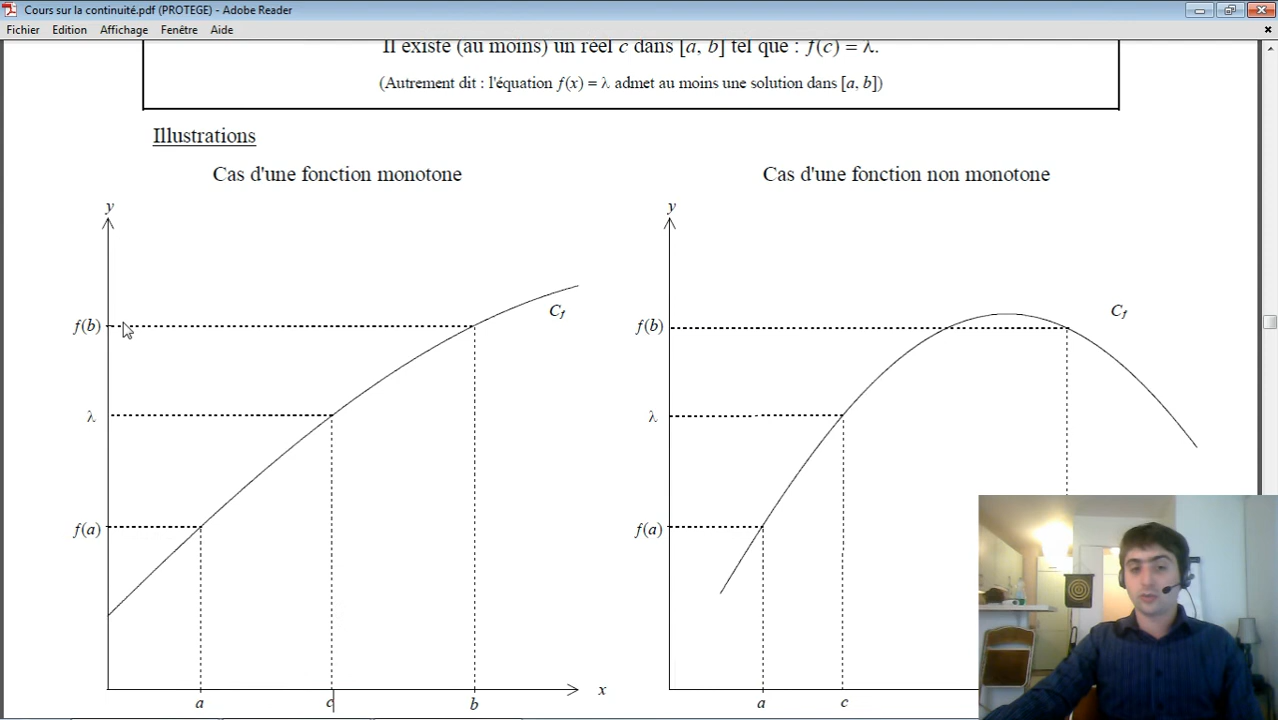 Cours sur la continuité.pdf (PROTEGE) - Adobe Reader
Fichier Edition Affichage Fenêtre Aide
Il existe (au moins) un réel c dans [a, b] tel que : f(c) = λ.
(Autrement dit : l'équation f(x) = λ admet au moins une solution dans [a, b])
Illustrations
Cas d'une fonction monotone
Cas d'une fonction non monotone
y
f(b)
λ
f(a)
C_f
a c b x
y
f(b)
λ
f(a)
C_f
a c